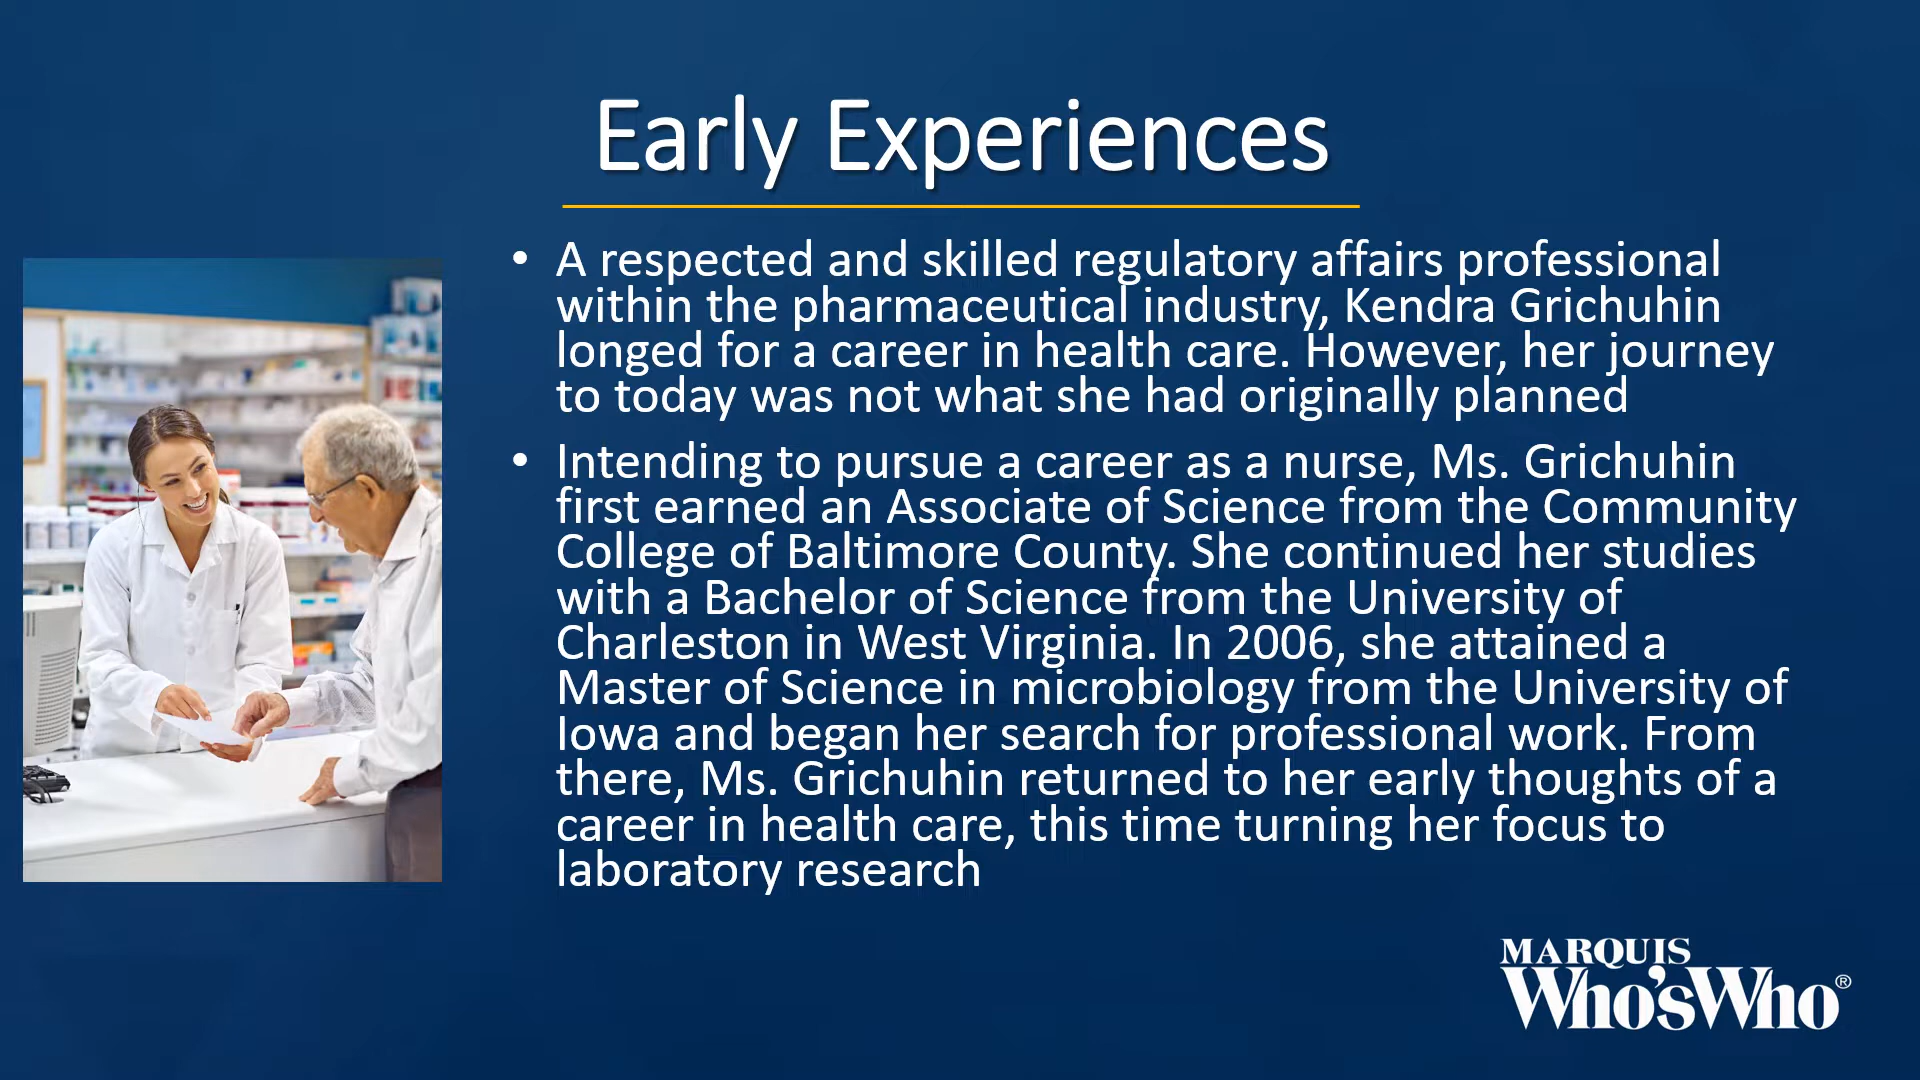 Early Experiences
• A respected and skilled regulatory affairs professional
within the pharmaceutical industry, Kendra Grichuhin
longed for a career in health care. However, her journey
to today was not what she had originally planned
• Intending to pursue a career as a nurse, Ms. Grichuhin
first earned an Associate of Science from the Community
College of Baltimore County. She continued her studies
with a Bachelor of Science from the University of
Charleston in West Virginia. In 2006, she attained a
Master of Science in microbiology from the University of
Iowa and began her search for professional work. From
there, Ms. Grichuhin returned to her early thoughts of a
career in health care, this time turning her focus to
laboratory research
MARQUIS
Who'sWho®